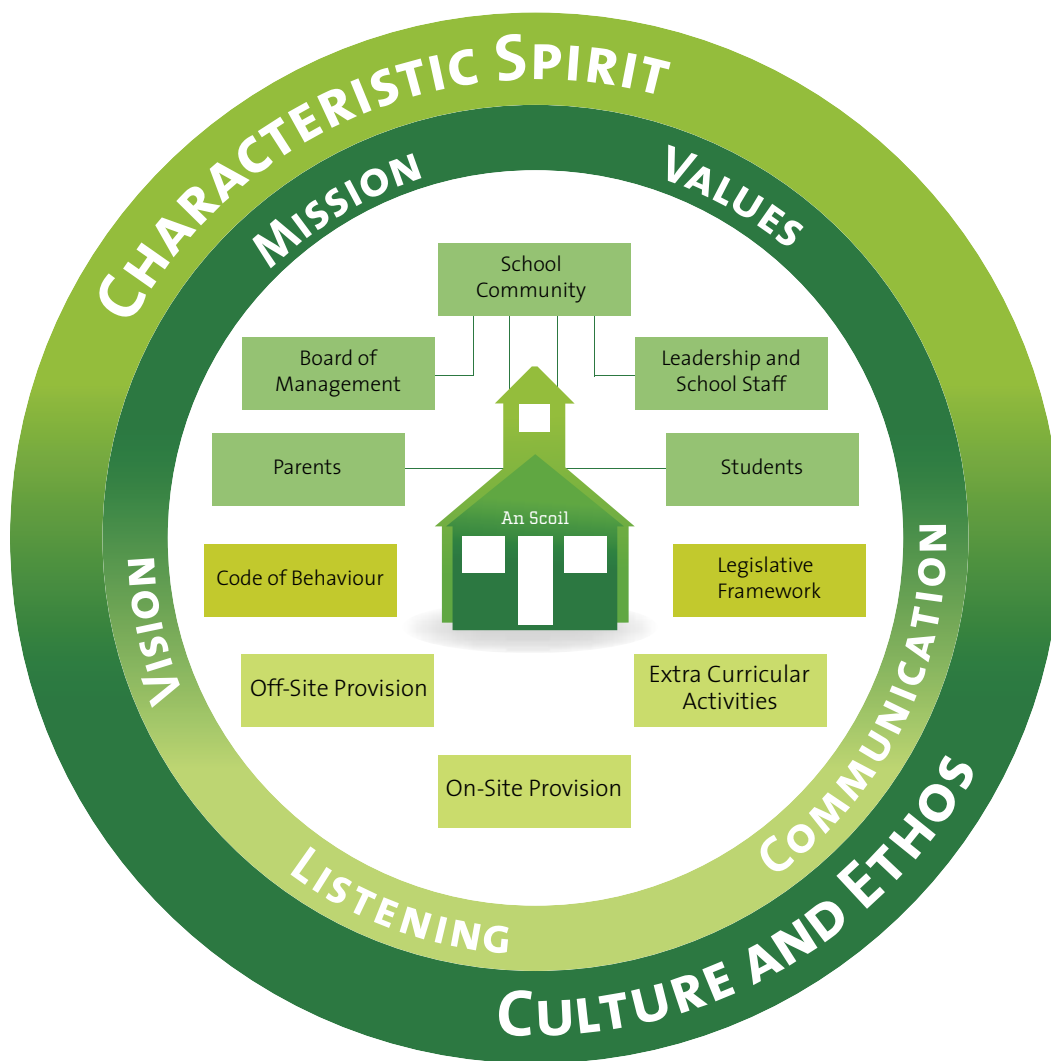 CHARACTERISTIC SPIRIT
MISSION
VALUES
School
Community
Board of
Management
Leadership and
School Staff
Parents
Students
An Scoil
Code of Behaviour
Legislative
Framework
Off-Site Provision
Extra Curricular
Activities
On-Site Provision
VISION
LISTENING
COMMUNICATION
CULTURE AND ETHOS